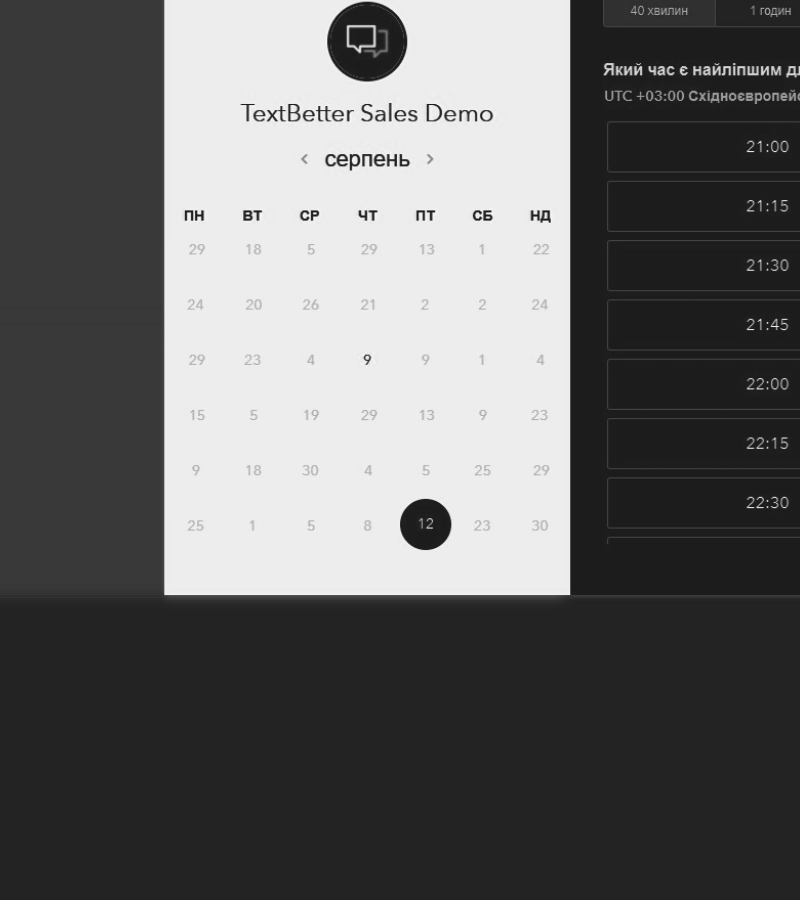 TextBetter Sales Demo
серпень
ПН ВТ СР ЧТ ПТ СБ НД
29 18 5 29 13 1 22
24 20 26 21 2 2 24
29 23 4 9 9 1 4
15 5 19 29 13 9 23
9 18 30 4 5 25 29
25 1 5 8 12 23 30
40 хвилин
1 годин
Який час є найліпшим
UTC +03:00
21:00
21:15
21:30
21:45
22:00
22:15
22:30